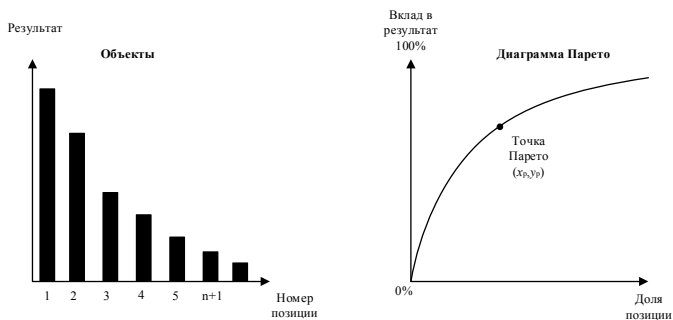 Результат
Объекты
1 2 3 4 5 n+1
Номер
позиции
Вклад в
результат
100%
Диаграмма Парето
Точка
Парето
(xₚ,yₚ)
0%
Доля
позиции